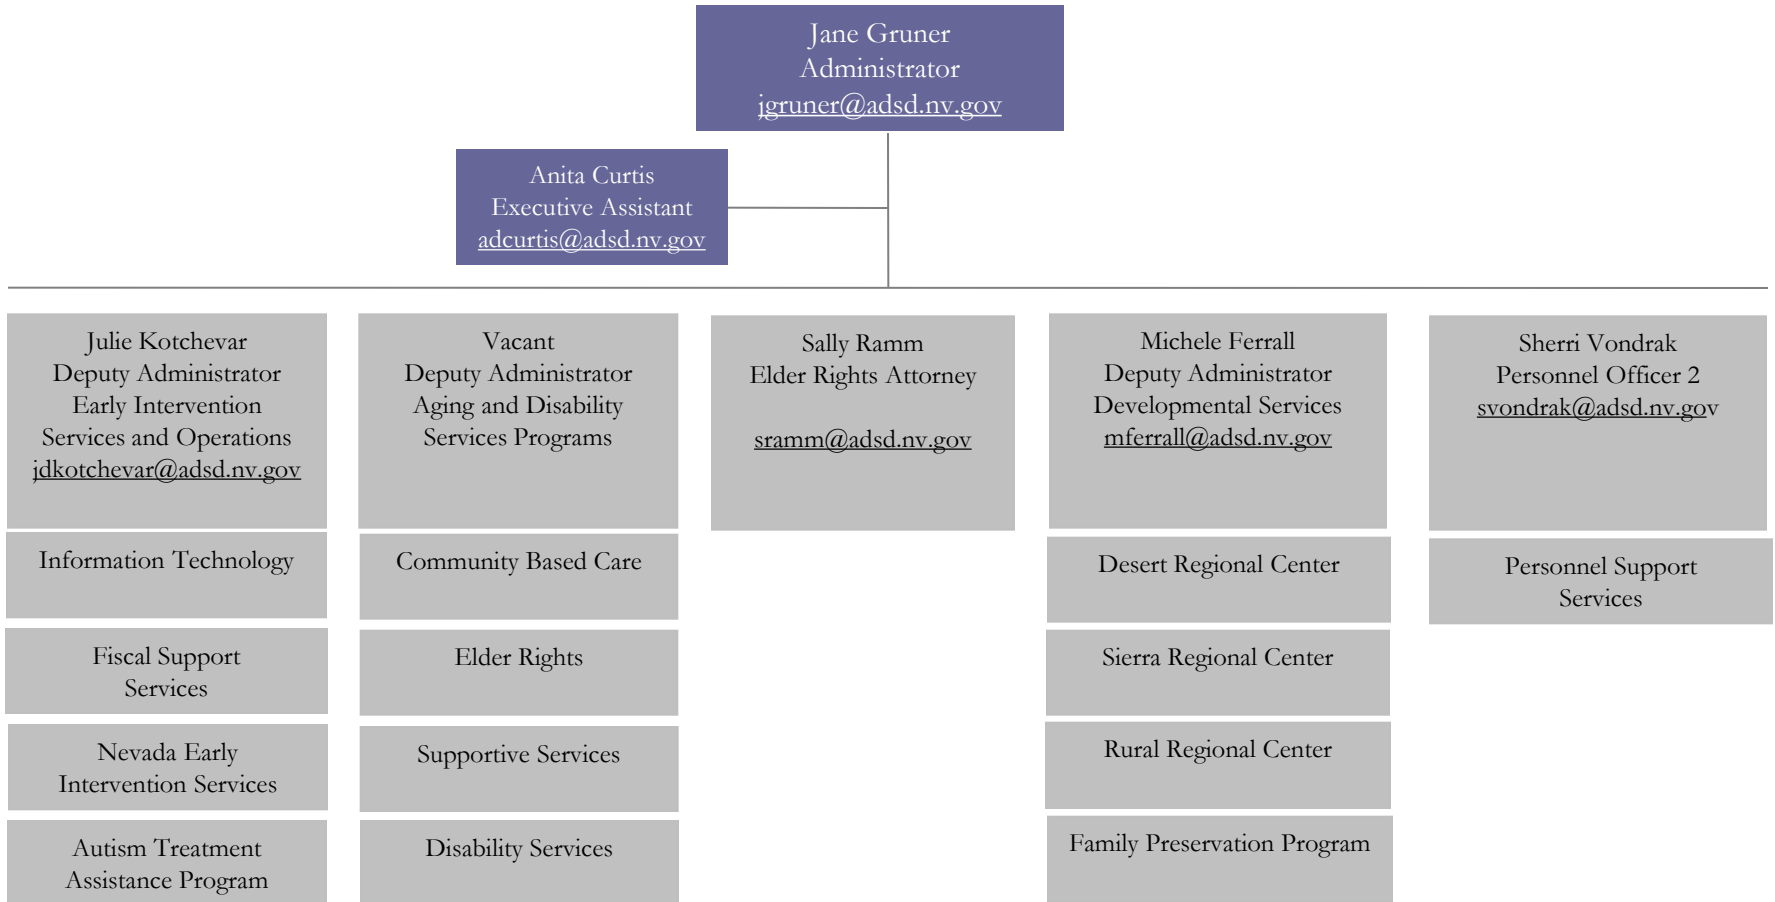 Jane Gruner
Administrator
jgruner@adsd.nv.gov
Anita Curtis
Executive Assistant
adcurtis@adsd.nv.gov
Julie Kotchevar
Deputy Administrator
Early Intervention
Services and Operations
jdkotchevar@adsd.nv.gov
Information Technology
Fiscal Support
Services
Nevada Early
Intervention Services
Autism Treatment
Assistance Program
Vacant
Deputy Administrator
Aging and Disability
Services Programs
Community Based Care
Elder Rights
Supportive Services
Disability Services
Sally Ramm
Elder Rights Attorney
sramm@adsd.nv.gov
Michele Ferrall
Deputy Administrator
Developmental Services
mferrall@adsd.nv.gov
Desert Regional Center
Sierra Regional Center
Rural Regional Center
Family Preservation Program
Sherri Vondrak
Personnel Officer 2
svondrak@adsd.nv.gov
Personnel Support
Services